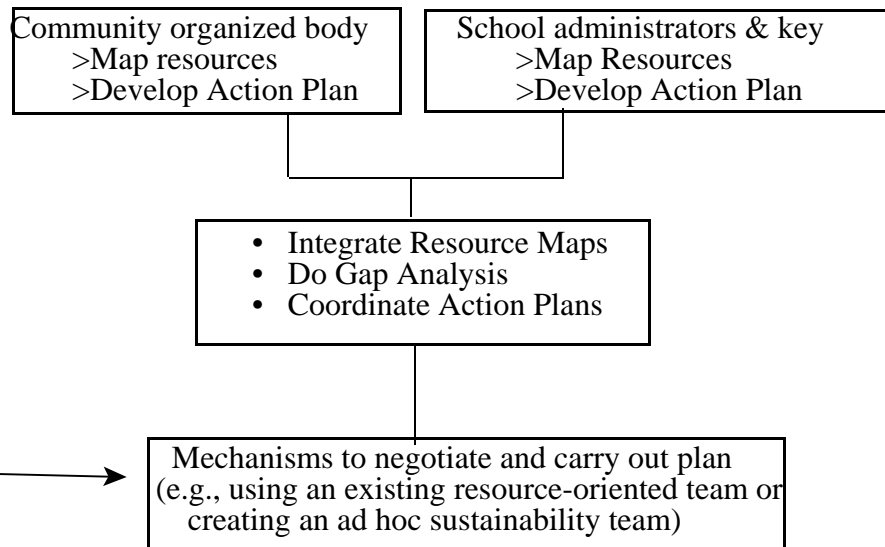 Community organized body
>Map resources
>Develop Action Plan
School administrators & key
>Map Resources
>Develop Action Plan
• Integrate Resource Maps
• Do Gap Analysis
• Coordinate Action Plans
Mechanisms to negotiate and carry out plan
(e.g., using an existing resource-oriented team or
creating an ad hoc sustainability team)